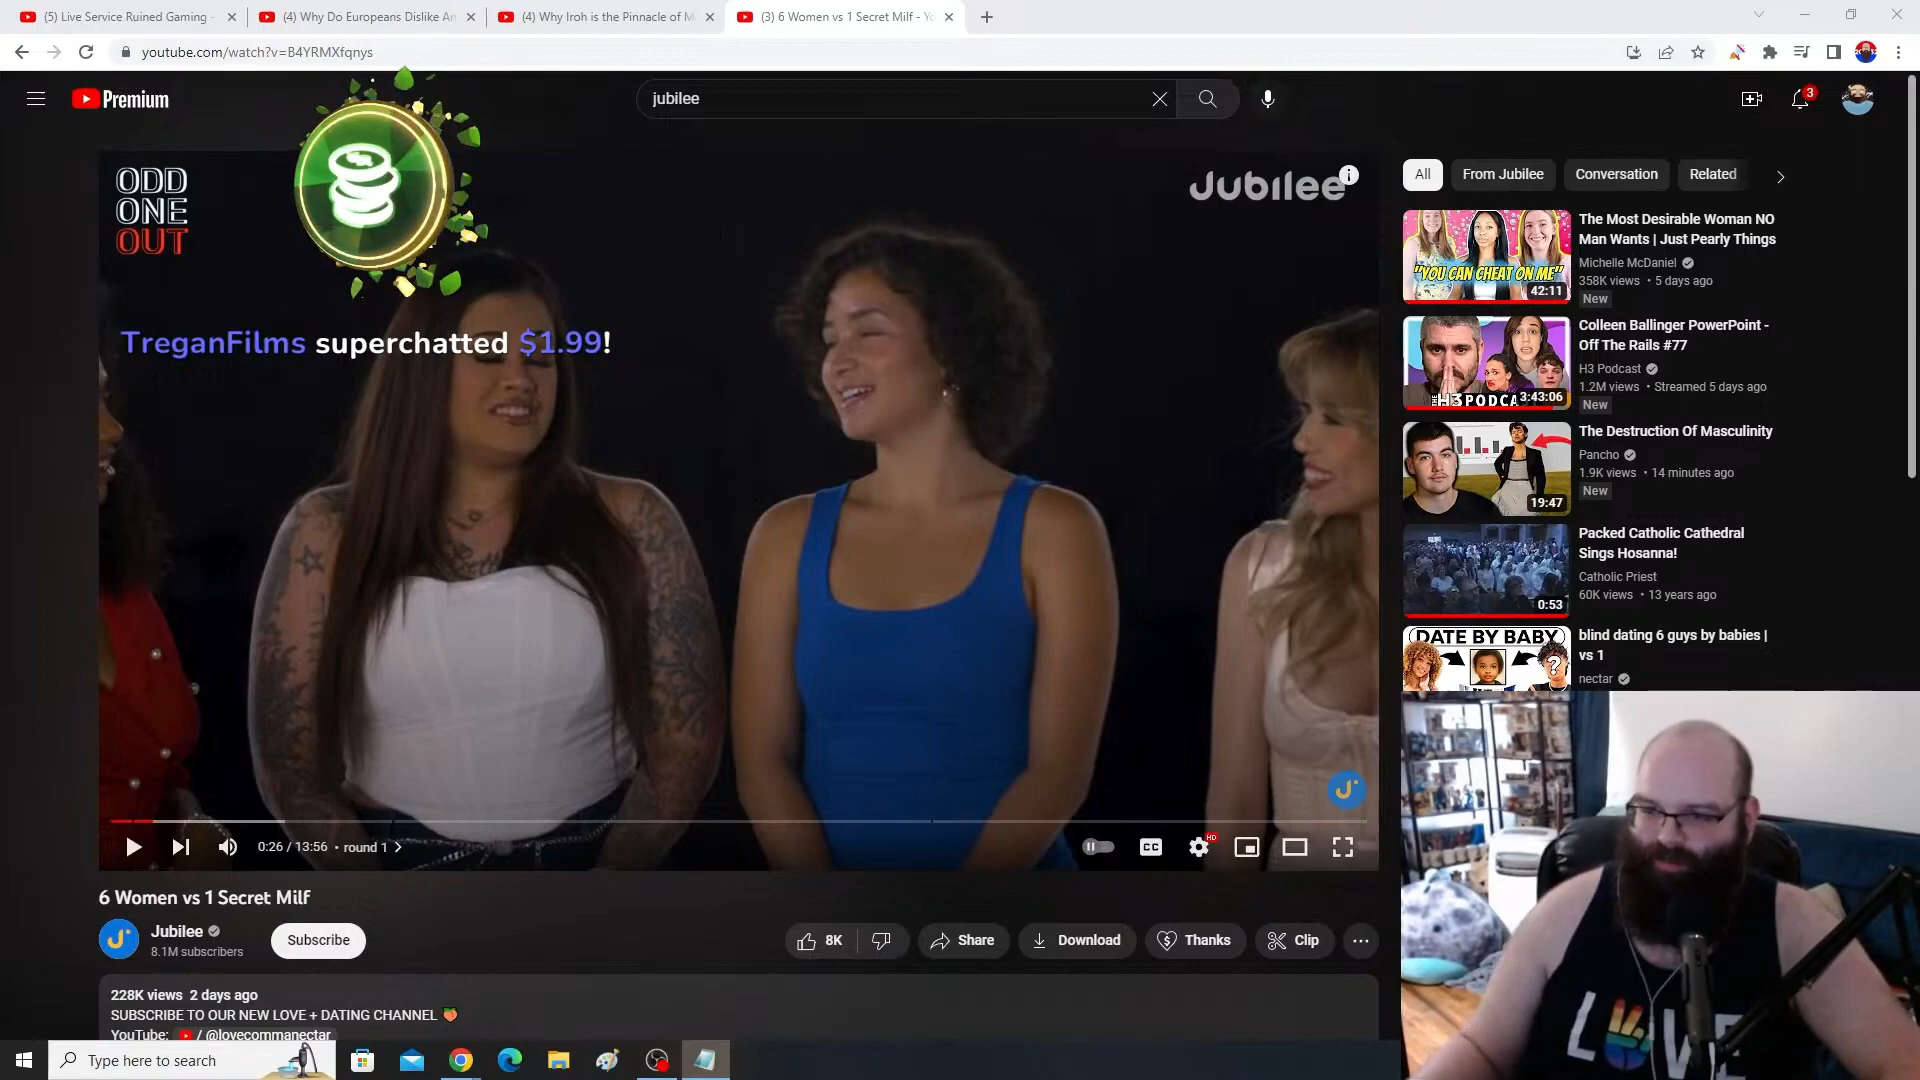 (5) Live Service Ruined Gaming -
(4) Why Do Europeans Dislike An
(4) Why Iroh is the Pinnacle of M
(3) 6 Women vs 1 Secret Milf - Yo
youtube.com/watch?v=B4YRMXfqnys
Premium
jubilee
3
ODD
ONE
OUT
Jubilee
TreganFilms superchatted $1.99!
0:26 / 13:56 • round 1
CC
HD
6 Women vs 1 Secret Milf
Jubilee
8.1M subscribers
Subscribe
8K
Share
Download
Thanks
Clip
228K views 2 days ago
SUBSCRIBE TO OUR NEW LOVE + DATING CHANNEL
YouTube: / @lovecommanectar
All
From Jubilee
Conversation
Related
"YOU CAN CHEAT ON ME"
42:11
The Most Desirable Woman NO
Man Wants | Just Pearly Things
Michelle McDaniel
358K views • 5 days ago
New
THE H3 PODCA
3:43:06
Colleen Ballinger PowerPoint -
Off The Rails #77
H3 Podcast
1.2M views • Streamed 5 days ago
New
19:47
The Destruction Of Masculinity
Pancho
1.9K views • 14 minutes ago
New
0:53
Packed Catholic Cathedral
Sings Hosanna!
Catholic Priest
60K views • 13 years ago
DATE BY BABY
?
blind dating 6 guys by babies |
vs 1
nectar
LOVE
Type here to search